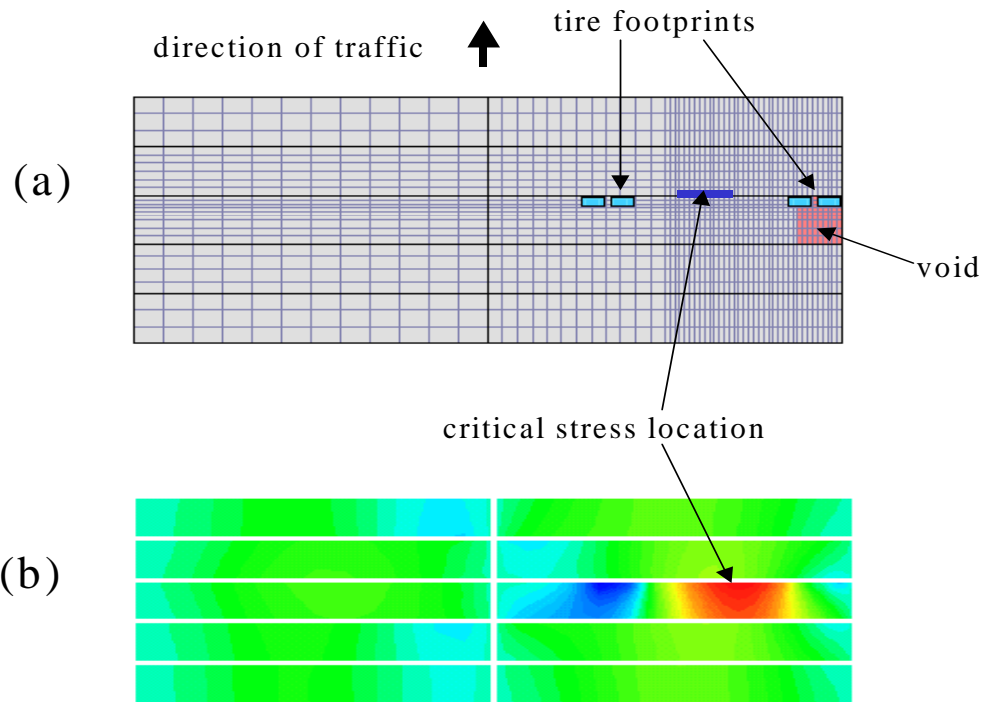 direction of traffic
tire footprints
(a)
void
critical stress location
(b)